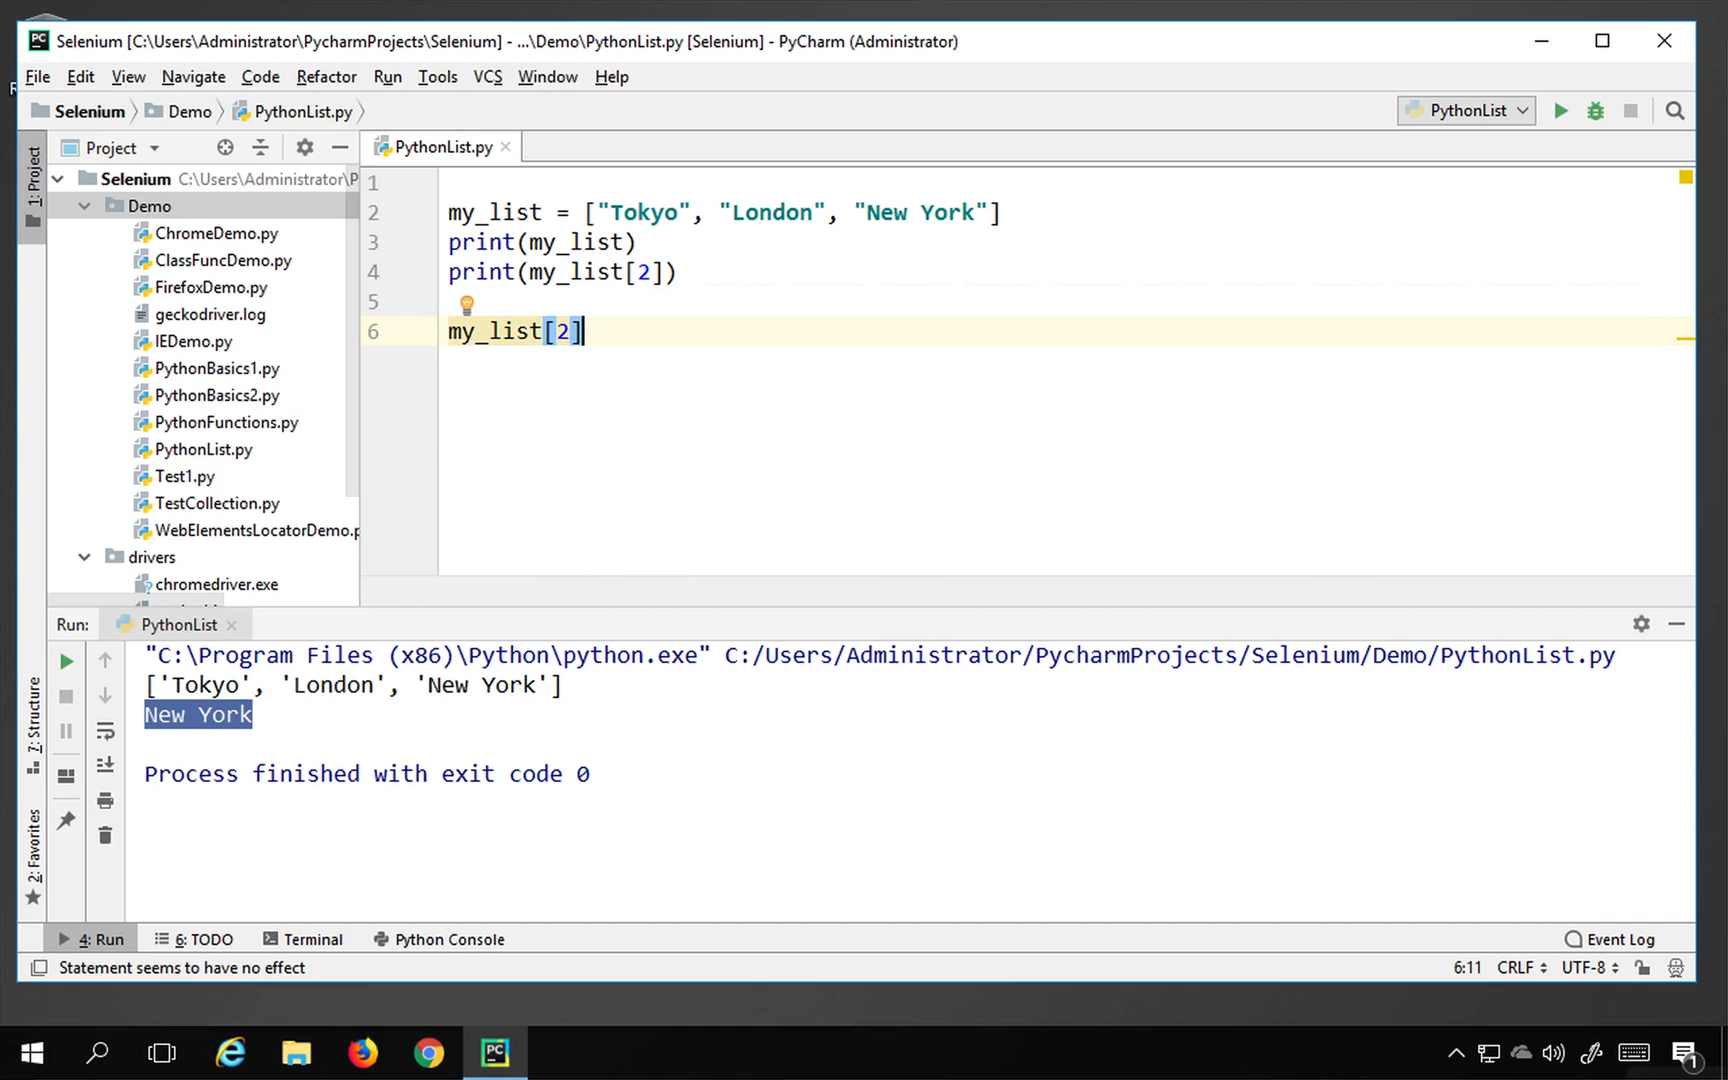 Selenium [C:\Users\Administrator\PycharmProjects\Selenium] - ...\Demo\PythonList.py [Selenium] - PyCharm (Administrator)
File Edit View Navigate Code Refactor Run Tools VCS Window Help
Selenium Demo PythonList.py PythonList
1: Project
Project
PythonList.py
Selenium C:\Users\Administrator\P
Demo
ChromeDemo.py
ClassFuncDemo.py
FirefoxDemo.py
geckodriver.log
IEDemo.py
PythonBasics1.py
PythonBasics2.py
PythonFunctions.py
PythonList.py
Test1.py
TestCollection.py
WebElementsLocatorDemo.p
drivers
chromedriver.exe
1
2 my_list = ["Tokyo", "London", "New York"]
3 print(my_list)
4 print(my_list[2])
5
6 my_list[2]
Run: PythonList
"C:\Program Files (x86)\Python\python.exe" C:/Users/Administrator/PycharmProjects/Selenium/Demo/PythonList.py
['Tokyo', 'London', 'New York']
New York
Process finished with exit code 0
7: Structure
2: Favorites
4: Run 6: TODO Terminal Python Console Event Log
Statement seems to have no effect 6:11 CRLF UTF-8
PC
1